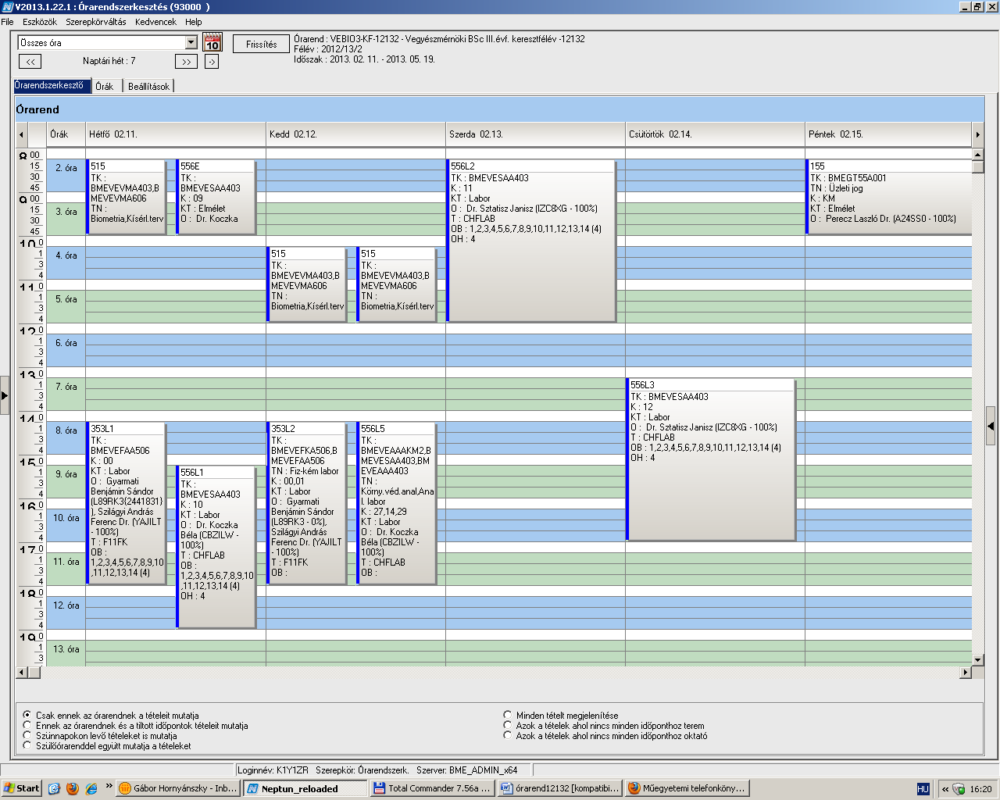 V2013.1.22.1 : Órarendszerkesztés (93000  )
File Eszközök Szerepkörváltás Kedvencek Help
Összes óra
10
Frissítés
Órarend : VEBIO3-KF-12132 - Vegyészmérnöki BSc III.évf. keresztfélév -12132
Félév : 2012/13/2
Időszak : 2013. 02. 11. - 2013. 05. 19.
<< Naptári hét : 7 >> ->
Órarendszerkesztő Órák Beállítások
Órarend
Órák Hétfő 02.11. Kedd 02.12. Szerda 02.13. Csütörtök 02.14. Péntek 02.15.
8 00
15
30
45
9 00
15
30
45
10 0
1
3
4
11 0
1
3
4
12 0
1
3
4
13 0
1
3
4
14 0
1
3
4
15 0
1
3
4
16 0
1
3
4
17 0
1
3
4
18 0
1
3
4
19 0
1
3
2. óra
3. óra
4. óra
5. óra
6. óra
7. óra
8. óra
9. óra
10. óra
11. óra
12. óra
13. óra
515
TK :
BMEVEVMA403,B
MEVEVMA606
TN :
Biometria,Kísérl.terv
556E
TK :
BMEVESAA403
K : 09
KT : Elmélet
O : Dr. Koczka
353L1
TK :
BMEVEFAA506
K : 00
KT : Labor
O : Gyarmati
Benjámin Sándor
(L89RK3{2441831}
), Szilágyi András
Ferenc Dr. (YAJILT
- 100%)
T : F11FK
OB :
1,2,3,4,5,6,7,8,9,10
,11,12,13,14 (4)
556L1
TK :
BMEVESAA403
K : 10
KT : Labor
O : Dr. Koczka
Béla (CBZILW -
100%)
T : CHFLAB
OB :
1,2,3,4,5,6,7,8,9,10
,11,12,13,14 (4)
OH : 4
515
TK :
BMEVEVMA403,B
MEVEVMA606
TN :
Biometria,Kísérl.terv
515
TK :
BMEVEVMA403,B
MEVEVMA606
TN :
Biometria,Kísérl.terv
353L2
TK :
BMEVEFKA506,B
MEVEFAA506
TN : Fiz-kém labor
K : 00,01
KT : Labor
O : Gyarmati
Benjámin Sándor
(L89RK3 - 0%),
Szilágyi András
Ferenc Dr. (YAJILT
- 100%)
T : F11FK
OB :
556L5
TK :
BMEVEAAAKM2,B
MEVESAA403,BM
EVEAAA403
TN :
Körny.véd.anal,Ana
l. labor
K : 27,14,29
KT : Labor
O : Dr. Koczka
Béla (CBZILW -
100%)
T : CHFLAB
OB :
556L2
TK : BMEVESAA403
K : 11
KT : Labor
O : Dr. Sztatisz Janisz (IZC8XG - 100%)
T : CHFLAB
OB : 1,2,3,4,5,6,7,8,9,10,11,12,13,14 (4)
OH : 4
556L3
TK : BMEVESAA403
K : 12
KT : Labor
O : Dr. Sztatisz Janisz (IZC8XG - 100%)
T : CHFLAB
OB : 1,2,3,4,5,6,7,8,9,10,11,12,13,14 (4)
OH : 4
155
TK : BMEGT55A001
TN : Üzleti jog
K : KM
KT : Elmélet
O : Perecz Laszló Dr. (A24SS0 - 100%)
Csak ennek az órarendnek a tételeit mutatja
Ennek az órarendnek és a tiltott időpontok tételeit mutatja
Szünnapokon levő tételeket is mutatja
Szülőórarenddel együtt mutatja a tételeket
Minden tételt megjelenítése
Azok a tételek ahol nincs minden időponthoz terem
Azok a tételek ahol nincs minden időponthoz oktató
Loginnév: K1Y1ZR Szerepkör: Órarendszerk. Szerver: BME_ADMIN_x64
Start » Gábor Hornyánszky - Inb... Neptun_reloaded Total Commander 7.56a ... órarend12132 [kompatibi... Műegyetemi telefonköny... HU « 16:20